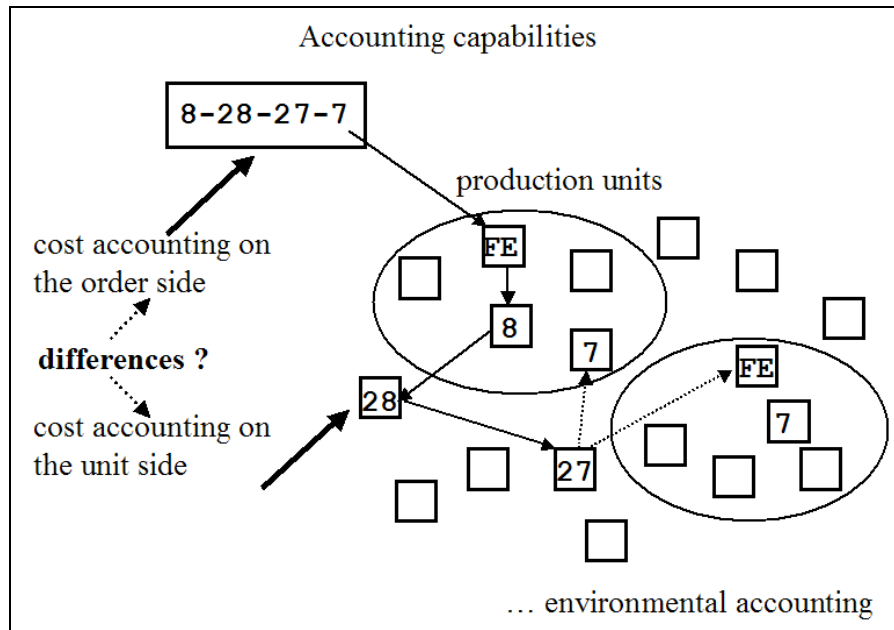 Accounting capabilities
8-28-27-7
production units
cost accounting on
the order side
FE
8
7
differences ?
FE
28
7
cost accounting on
the unit side
27
... environmental accounting